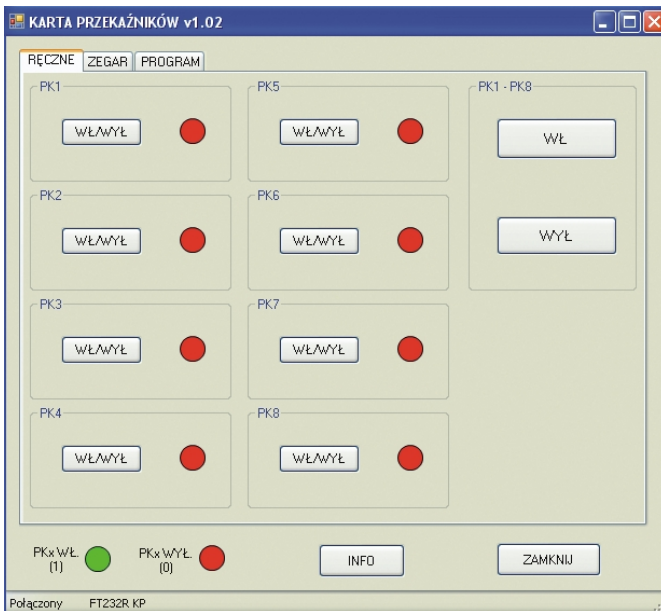 KARTA PRZEKAŹNIKÓW v1.02
RĘCZNE ZEGAR PROGRAM
PK1 PK5 PK1 - PK8
WŁ/WYŁ WŁ/WYŁ WŁ
PK2 PK6
WŁ/WYŁ WŁ/WYŁ WYŁ
PK3 PK7
WŁ/WYŁ WŁ/WYŁ
PK4 PK8
WŁ/WYŁ WŁ/WYŁ
PKx WŁ. PKx WYŁ.
(1) (0)
INFO ZAMKNIJ
Połączony FT232R KP